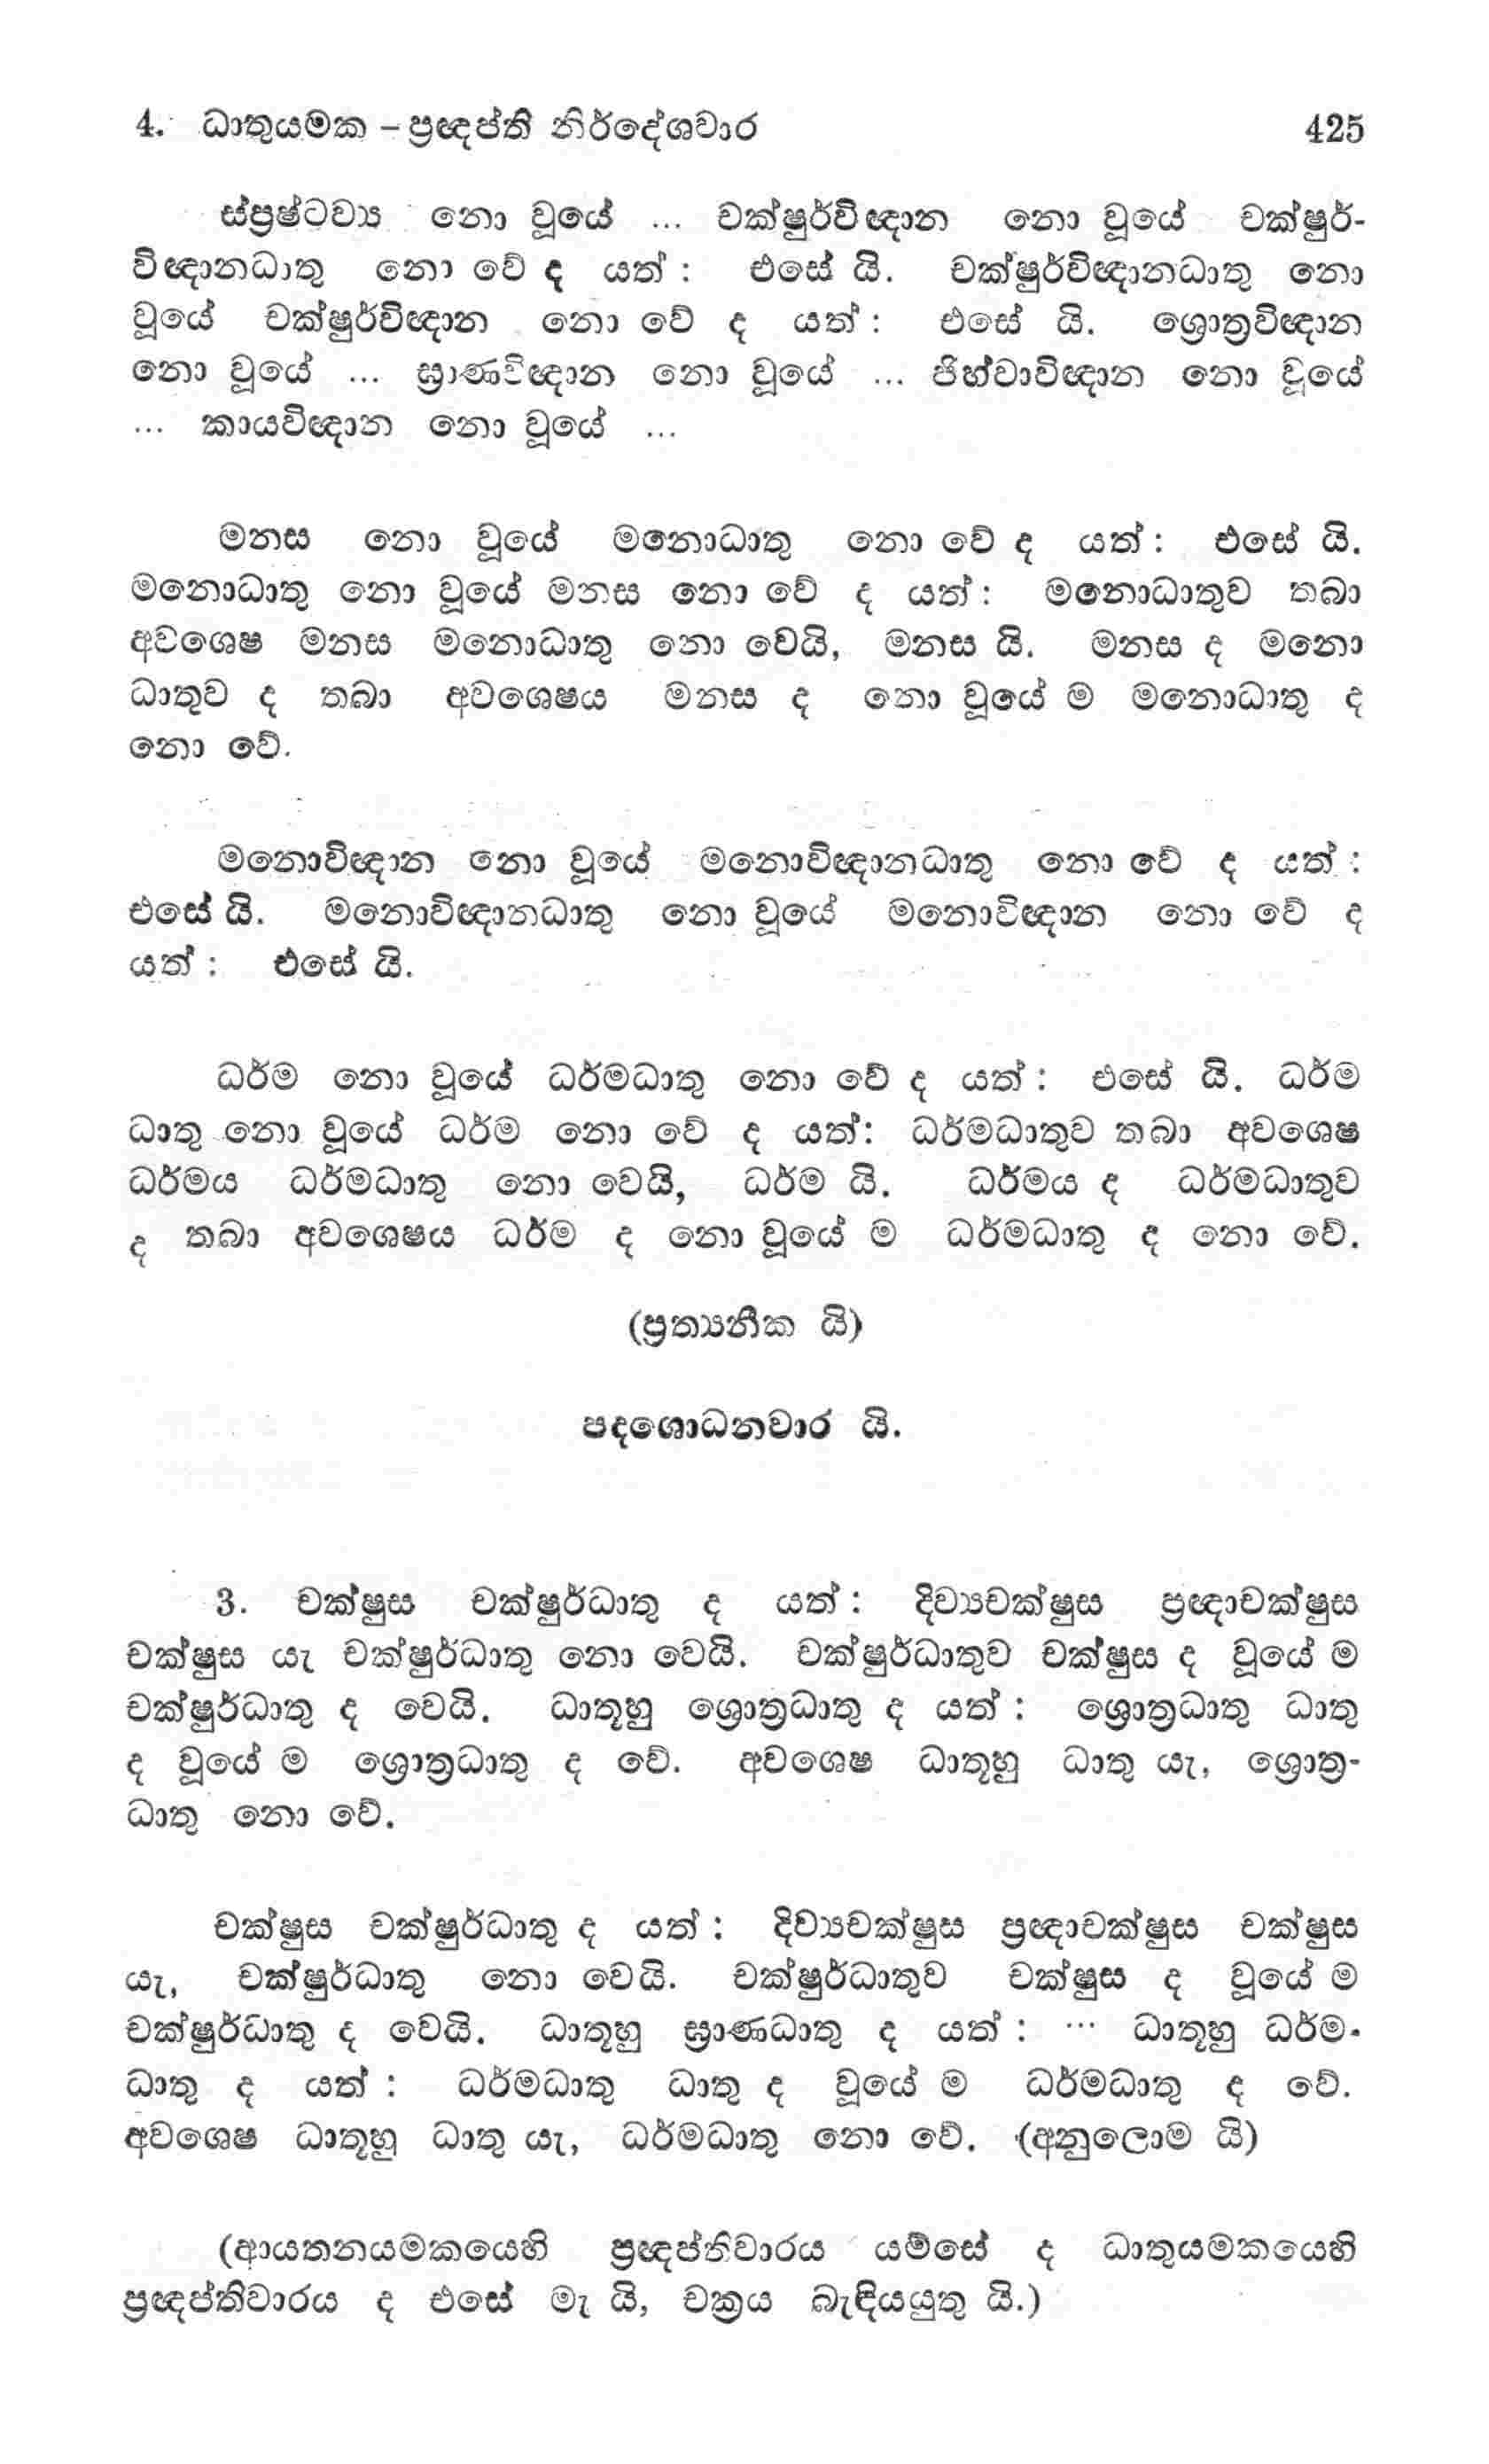 4. ධාතුයමක – ප්‍රඥප්ති නිර්දේශවාර 425
ස්ප්‍රෂ්ටව්‍ය නො වූයේ ... චක්ෂුර්විඥාන නො වූයේ චක්ෂුර්-
විඥානධාතු නො වේ ද යත් : එසේ යි. චක්ෂුර්විඥානධාතු නො
වූයේ චක්ෂුර්විඥාන නො වේ ද යත් : එසේ යි. ශ්‍රොත්‍රවිඥාන
නො වූයේ ... ඝ්‍රාණවිඥාන නො වූයේ ... ජිහ්වාවිඥාන නො වූයේ
... කායවිඥාන නො වූයේ ...
මනස නො වූයේ මනොධාතු නො වේ ද යත් : එසේ යි.
මනොධාතු නො වූයේ මනස නො වේ ද යත් : මනොධාතුව තබා
අවශෙෂ මනස මනොධාතු නො වෙයි, මනස යි. මනස ද මනො
ධාතුව ද තබා අවශෙෂය මනස ද නො වූයේ ම මනොධාතු ද
නො වේ.
මනොවිඥාන නො වූයේ මනොවිඥානධාතු නො වේ ද යත් :
එසේ යි. මනොවිඥානධාතු නො වූයේ මනොවිඥාන නො වේ ද
යත් : එසේ යි.
ධර්ම නො වූයේ ධර්මධාතු නො වේ ද යත් : එසේ යි. ධර්ම
ධාතු නො වූයේ ධර්ම නො වේ ද යත්: ධර්මධාතුව තබා අවශෙෂ
ධර්මය ධර්මධාතු නො වෙයි, ධර්ම යි. ධර්මය ද ධර්මධාතුව
ද තබා අවශෙෂය ධර්ම ද නො වූයේ ම ධර්මධාතු ද නො වේ.
(ප්‍රත්‍යනීක යි)
පදශොධනවාර යි.
3. චක්ෂුස චක්ෂුර්ධාතු ද යත් : දිව්‍යචක්ෂුස ප්‍රඥාචක්ෂුස
චක්ෂුස යැ චක්ෂුර්ධාතු නො වෙයි. චක්ෂුර්ධාතුව චක්ෂුස ද වූයේ ම
චක්ෂුර්ධාතු ද වෙයි. ධාතූහු ශ්‍රොත්‍රධාතු ද යත් : ශ්‍රොත්‍රධාතු ධාතු
ද වූයේ ම ශ්‍රොත්‍රධාතු ද වේ. අවශෙෂ ධාතූහු ධාතු යැ, ශ්‍රොත්‍ර-
ධාතු නො වේ.
චක්ෂුස චක්ෂුර්ධාතු ද යත් : දිව්‍යචක්ෂුස ප්‍රඥාචක්ෂුස චක්ෂුස
යැ, චක්ෂුර්ධාතු නො වෙයි. චක්ෂුර්ධාතුව චක්ෂුස ද වූයේ ම
චක්ෂුර්ධාතු ද වෙයි. ධාතූහු ඝ්‍රාණධාතු ද යත් : ... ධාතූහු ධර්ම-
ධාතු ද යත් : ධර්මධාතු ධාතු ද වූයේ ම ධර්මධාතු ද වේ.
අවශෙෂ ධාතූහු ධාතු යැ, ධර්මධාතු නො වේ. (අනුලොම යි)
(ආයතනයමකයෙහි ප්‍රඥප්තිවාරය යම්සේ ද ධාතුයමකයෙහි
ප්‍රඥප්තිවාරය ද එසේ මැ යි, චක්‍රය බැඳියයුතු යි.)